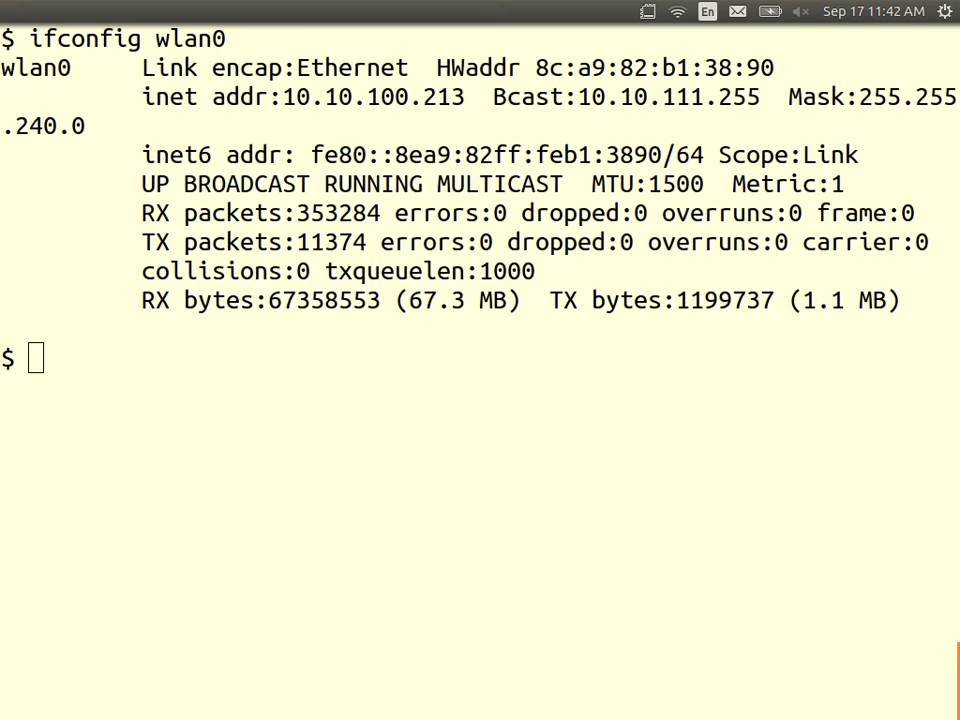 En Sep 17 11:42 AM
$ ifconfig wlan0
wlan0     Link encap:Ethernet  HWaddr 8c:a9:82:b1:38:90
          inet addr:10.10.100.213  Bcast:10.10.111.255  Mask:255.255
.240.0
          inet6 addr: fe80::8ea9:82ff:feb1:3890/64 Scope:Link
          UP BROADCAST RUNNING MULTICAST  MTU:1500  Metric:1
          RX packets:353284 errors:0 dropped:0 overruns:0 frame:0
          TX packets:11374 errors:0 dropped:0 overruns:0 carrier:0
          collisions:0 txqueuelen:1000
          RX bytes:67358553 (67.3 MB)  TX bytes:1199737 (1.1 MB)
$